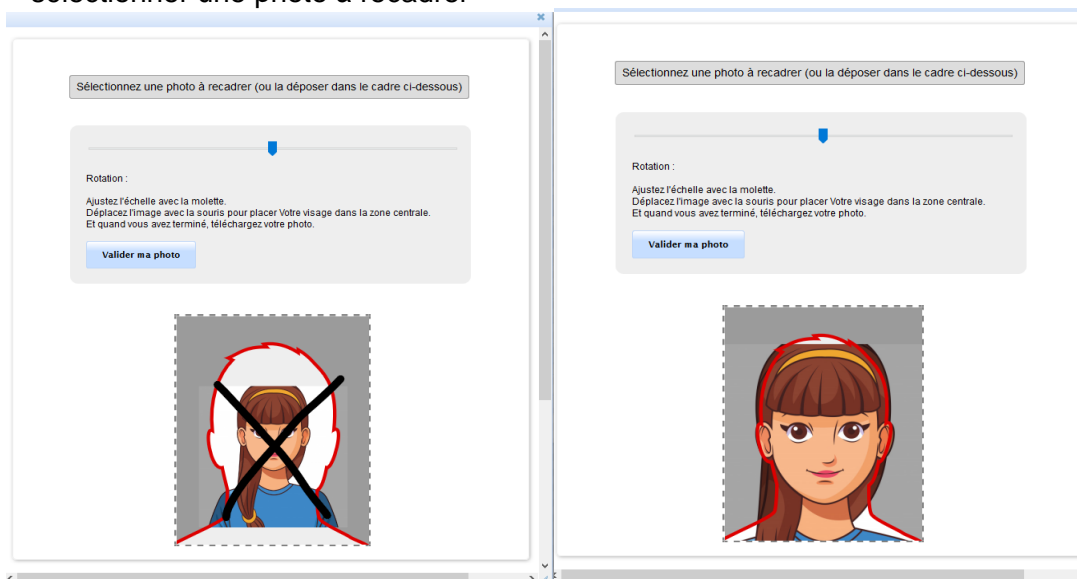 sélectionner une photo à recadrer
Sélectionnez une photo à recadrer (ou la déposer dans le cadre ci-dessous)
Rotation :
Ajustez l'échelle avec la molette.
Déplacez l'image avec la souris pour placer Votre visage dans la zone centrale.
Et quand vous avez terminé, téléchargez votre photo.
Valider ma photo
Sélectionnez une photo à recadrer (ou la déposer dans le cadre ci-dessous)
Rotation :
Ajustez l'échelle avec la molette.
Déplacez l'image avec la souris pour placer Votre visage dans la zone centrale.
Et quand vous avez terminé, téléchargez votre photo.
Valider ma photo